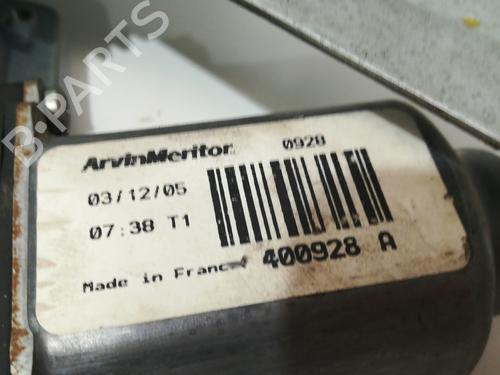 B-PARTS
ArvinMeritor 0928
03/12/05
07:38 T1
Made in France 400928 A